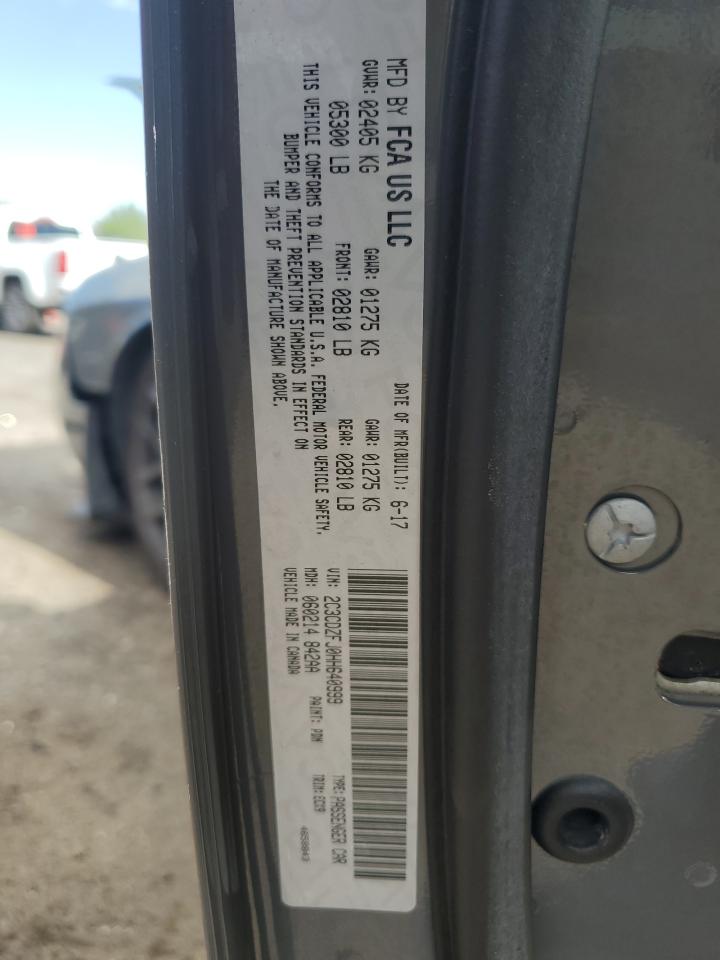 MFD BY FCA US LLC
DATE OF MFR(BUILT): 6-17
GVWR: 02405 KG
GAWR: 01275 KG
GAWR: 01275 KG
05300 LB
FRONT: 02810 LB
REAR: 02810 LB
THIS VEHICLE CONFORMS TO ALL APPLICABLE U.S.A. FEDERAL MOTOR VEHICLE SAFETY,
BUMPER AND THEFT PREVENTION STANDARDS IN EFFECT ON
THE DATE OF MANUFACTURE SHOWN ABOVE.
VIN: 2C3CDZFJ0HH640999
TYPE: PASSENGER CAR
MDH: 060214 842AA
PAINT: PDN
TRIM: ECX9
VEHICLE MADE IN CANADA
4658843